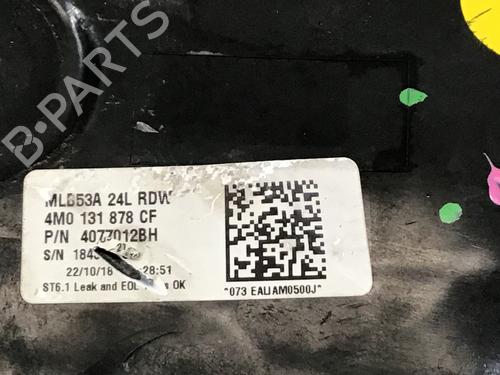 B-PARTS
MLB53A 24L RDW
4M0 131 878 CF
P/N 4077012BH
S/N 1843
22/10/18 28:51
ST6.1 Leak and EOL OK
*073 EAUAM0500J*